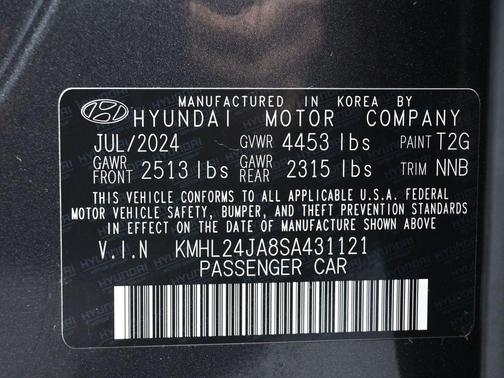 MANUFACTURED IN KOREA BY
HYUNDAI MOTOR COMPANY
JUL/2024 GVWR 4453 lbs PAINT T2G
GAWR FRONT 2513 lbs GAWR REAR 2315 lbs TRIM NNB
THIS VEHICLE CONFORMS TO ALL APPLICABLE U.S.A. FEDERAL
MOTOR VEHICLE SAFETY, BUMPER, AND THEFT PREVENTION STANDARDS
IN EFFECT ON THE DATE OF MANUFACTURE SHOWN ABOVE
V.I.N KMHL24JA8SA431121
PASSENGER CAR